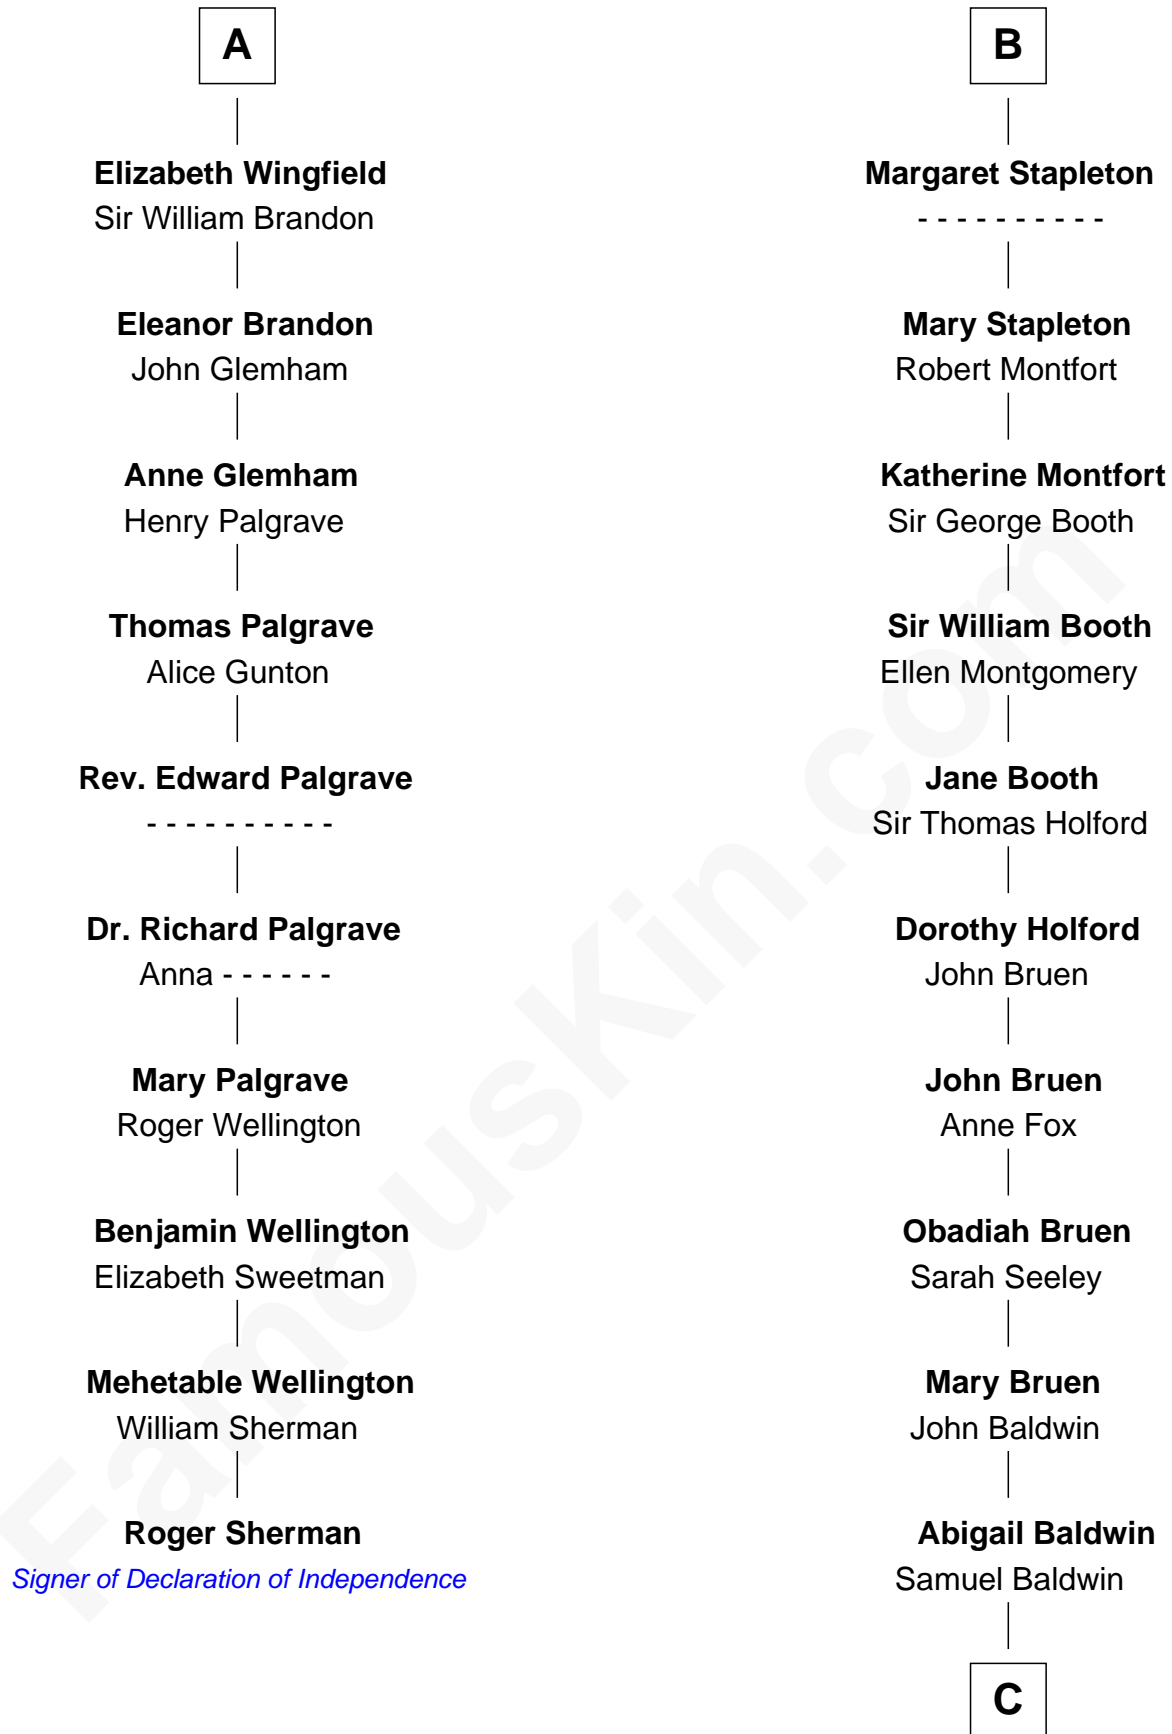 A
Elizabeth Wingfield
Sir William Brandon
Eleanor Brandon
John Glemham
Anne Glemham
Henry Palgrave
Thomas Palgrave
Alice Gunton
Rev. Edward Palgrave
- - - - - - - - - -
Dr. Richard Palgrave
Anna - - - - - -
Mary Palgrave
Roger Wellington
Benjamin Wellington
Elizabeth Sweetman
Mehetable Wellington
William Sherman
Roger Sherman
Signer of Declaration of Independence
B
Margaret Stapleton
- - - - - - - - - -
Mary Stapleton
Robert Montfort
Katherine Montfort
Sir George Booth
Sir William Booth
Ellen Montgomery
Jane Booth
Sir Thomas Holford
Dorothy Holford
John Bruen
John Bruen
Anne Fox
Obadiah Bruen
Sarah Seeley
Mary Bruen
John Baldwin
Abigail Baldwin
Samuel Baldwin
C
FamousKin.com